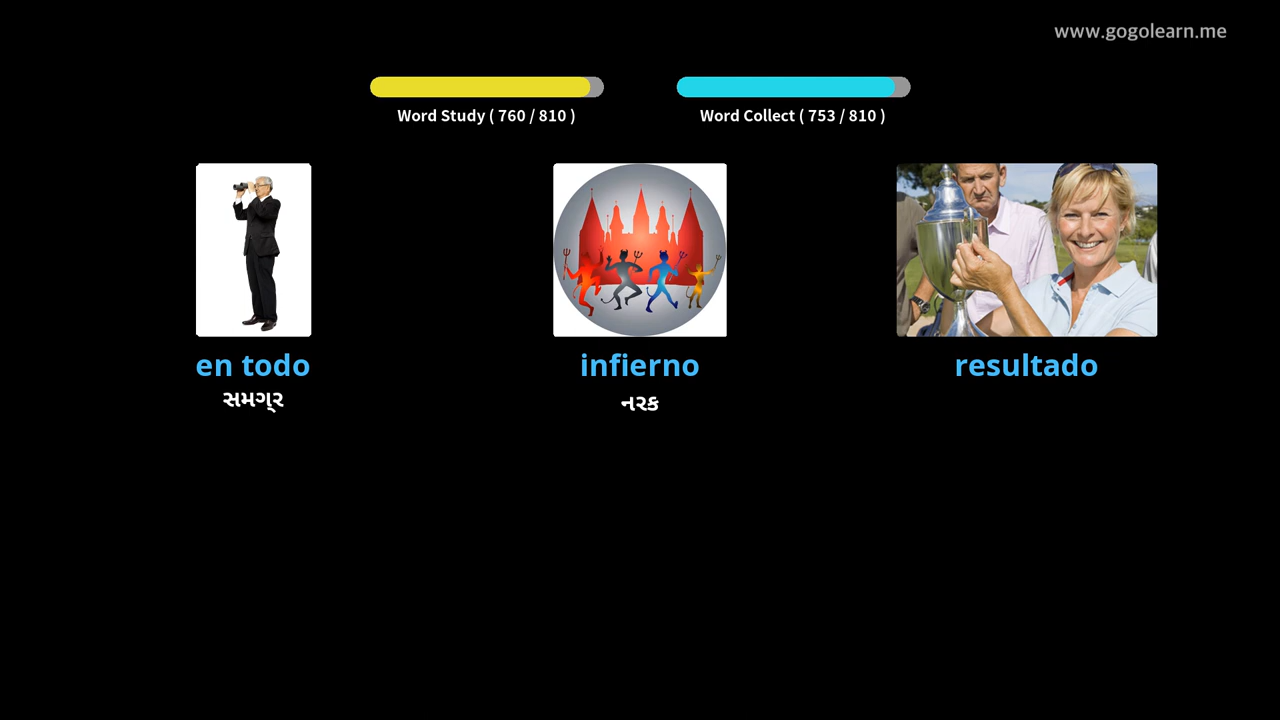 www.gogolearn.me
Word Study ( 760 / 810 )
Word Collect ( 753 / 810 )
en todo
infierno
resultado
સમગ્ર
નરક